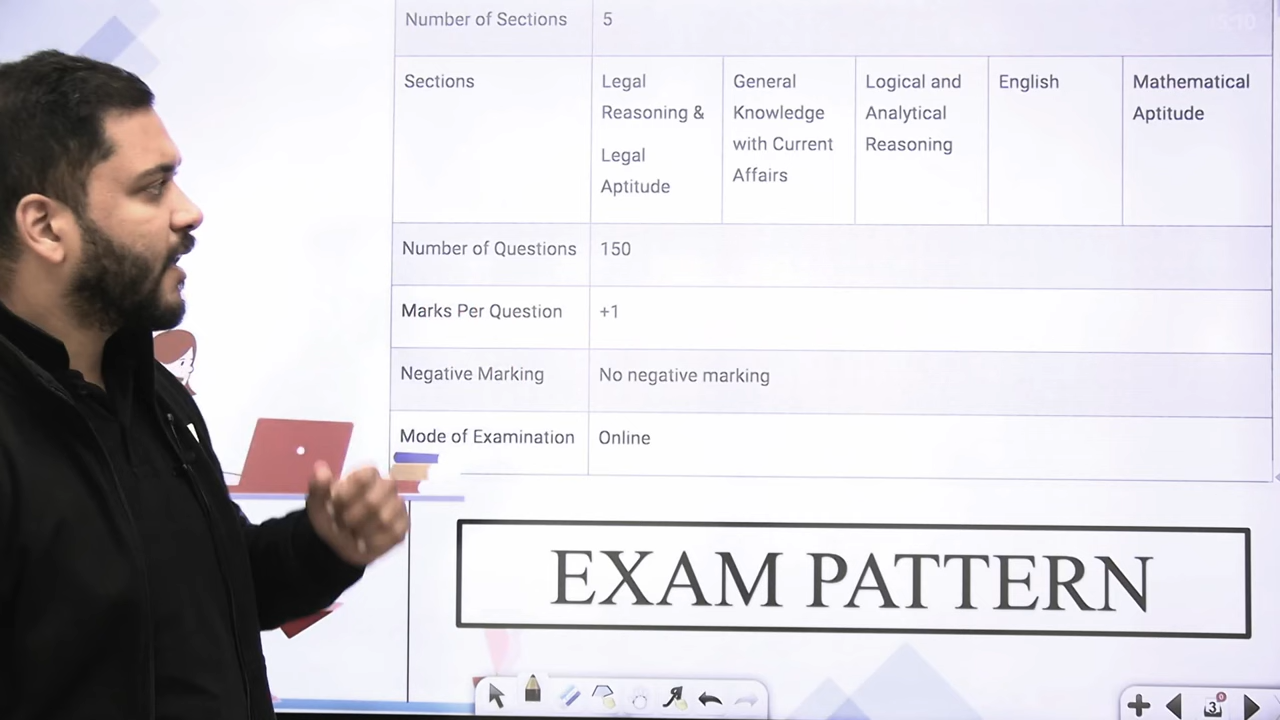 Number of Sections 5
Sections
Legal
Reasoning &
Legal
Aptitude
General
Knowledge
with Current
Affairs
Logical and
Analytical
Reasoning
English
Mathematical
Aptitude
Number of Questions 150
Marks Per Question +1
Negative Marking No negative marking
Mode of Examination Online
EXAM PATTERN
3
0